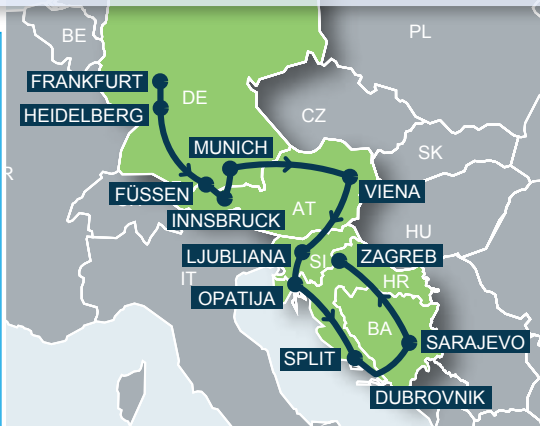 BE
PL
FRANKFURT
DE
HEIDELBERG
CZ
MUNICH
SK
FÜSSEN
VIENA
INNSBRUCK
AT
HU
LJUBLIANA
SI
ZAGREB
IT
HR
OPATIJA
BA
SPLIT
SARAJEVO
DUBROVNIK
R